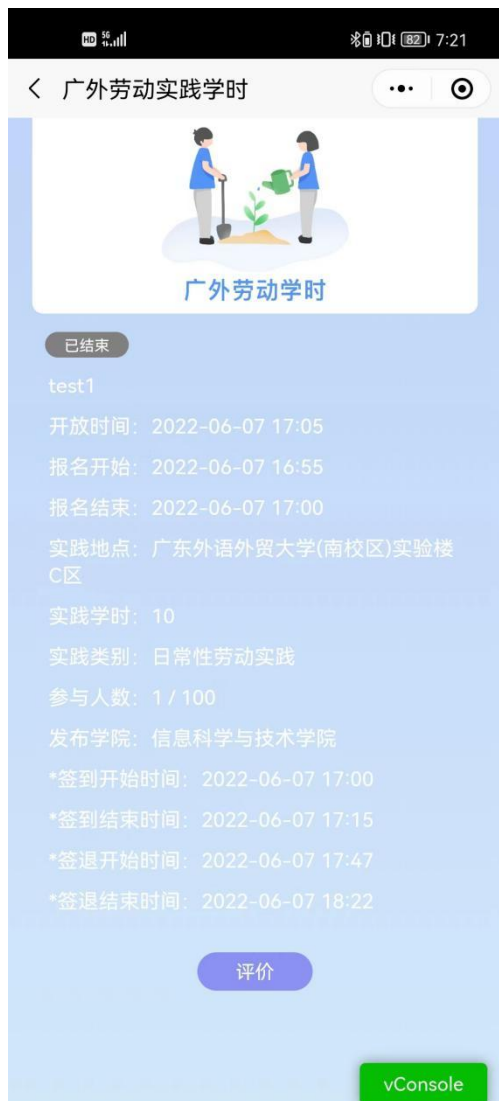 HD 5G 82 7:21
广外劳动实践学时
广外劳动学时
已结束
test1
开放时间：2022-06-07 17:05
报名开始：2022-06-07 16:55
报名结束：2022-06-07 17:00
实践地点：广东外语外贸大学(南校区)实验楼
C区
实践学时：10
实践类别：日常性劳动实践
参与人数：1 / 100
发布学院：信息科学与技术学院
*签到开始时间：2022-06-07 17:00
*签到结束时间：2022-06-07 17:15
*签退开始时间：2022-06-07 17:47
*签退结束时间：2022-06-07 18:22
评价
vConsole